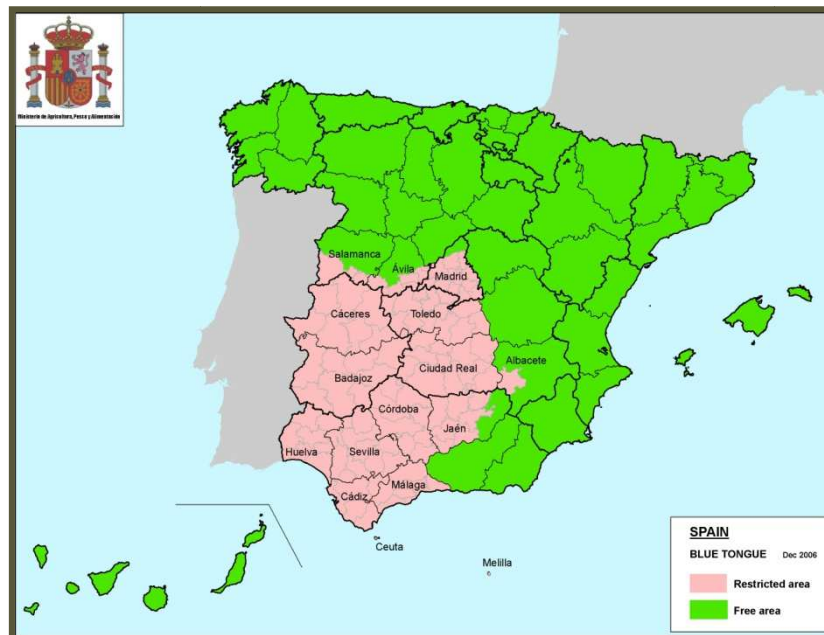 Ministerio de Agricultura, Pesca y Alimentación
Salamanca
Ávila
Madrid
Cáceres
Toledo
Albacete
Ciudad Real
Badajoz
Córdoba
Jaén
Huelva
Sevilla
Málaga
Cádiz
Ceuta
Melilla
SPAIN
BLUE TONGUE Dec 2006
Restricted area
Free area